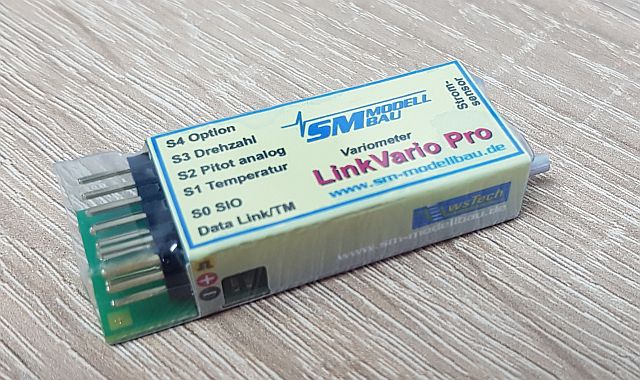 S4 Option
S3 Drehzahl
S2 Pitot analog
S1 Temperatur
S0 SIO
Data Link/TM
SM MODELL
BAU
Variometer
LinkVario Pro
www.sm-modellbau.de
Strom-
sensor
wsTech
www.sm-modellbau.de